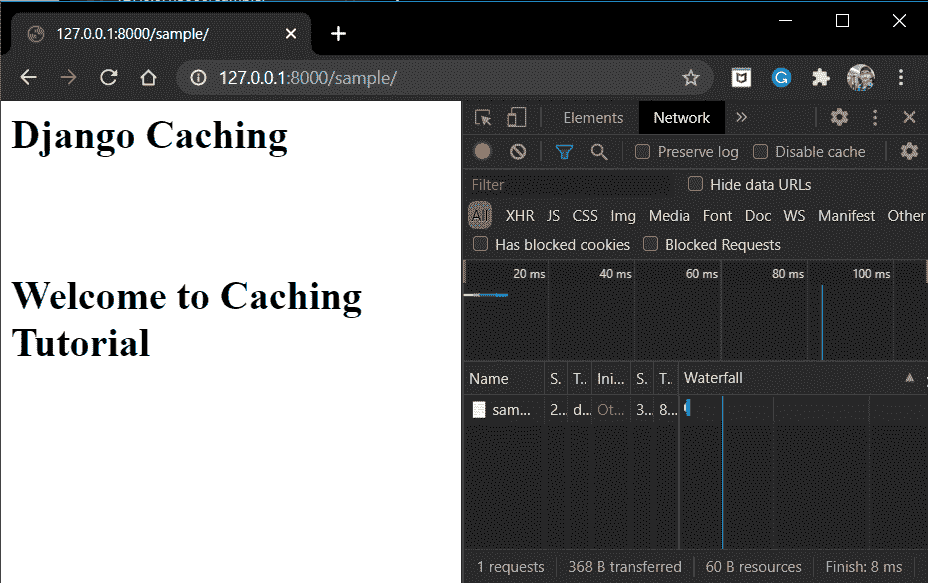 127.0.0.1:8000/sample/
127.0.0.1:8000/sample/
Django Caching
Welcome to Caching
Tutorial
Elements Network »
Preserve log Disable cache
Filter Hide data URLs
All XHR JS CSS Img Media Font Doc WS Manifest Other
Has blocked cookies Blocked Requests
20 ms 40 ms 60 ms 80 ms 100 ms
Name S. T.. Ini... S. T.. Waterfall
sam... 2.. d.. Ot... 3.. 8...
1 requests 368 B transferred 60 B resources Finish: 8 ms